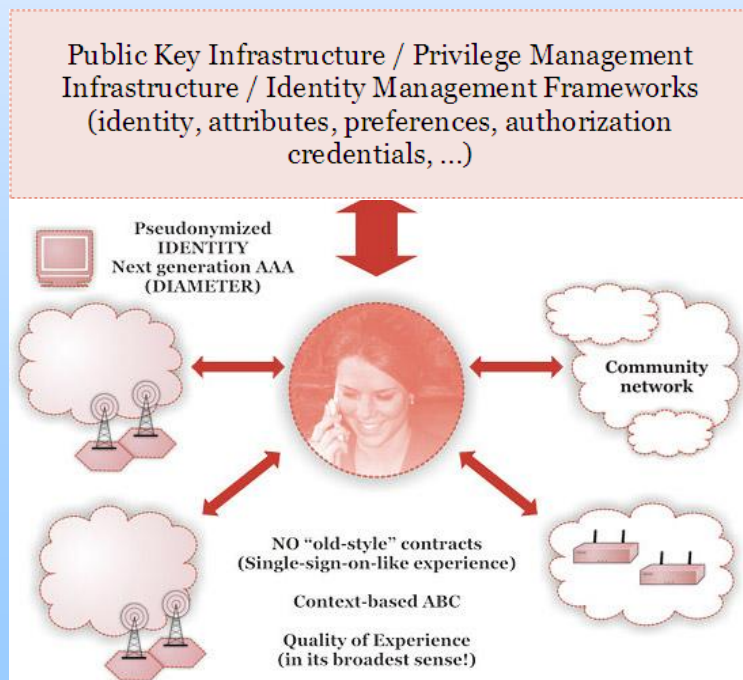 Public Key Infrastructure / Privilege Management
Infrastructure / Identity Management Frameworks
(identity, attributes, preferences, authorization
credentials, ...)
Pseudonymized
IDENTITY
Next generation AAA
(DIAMETER)
Community
network
NO “old-style” contracts
(Single-sign-on-like experience)
Context-based ABC
Quality of Experience
(in its broadest sense!)